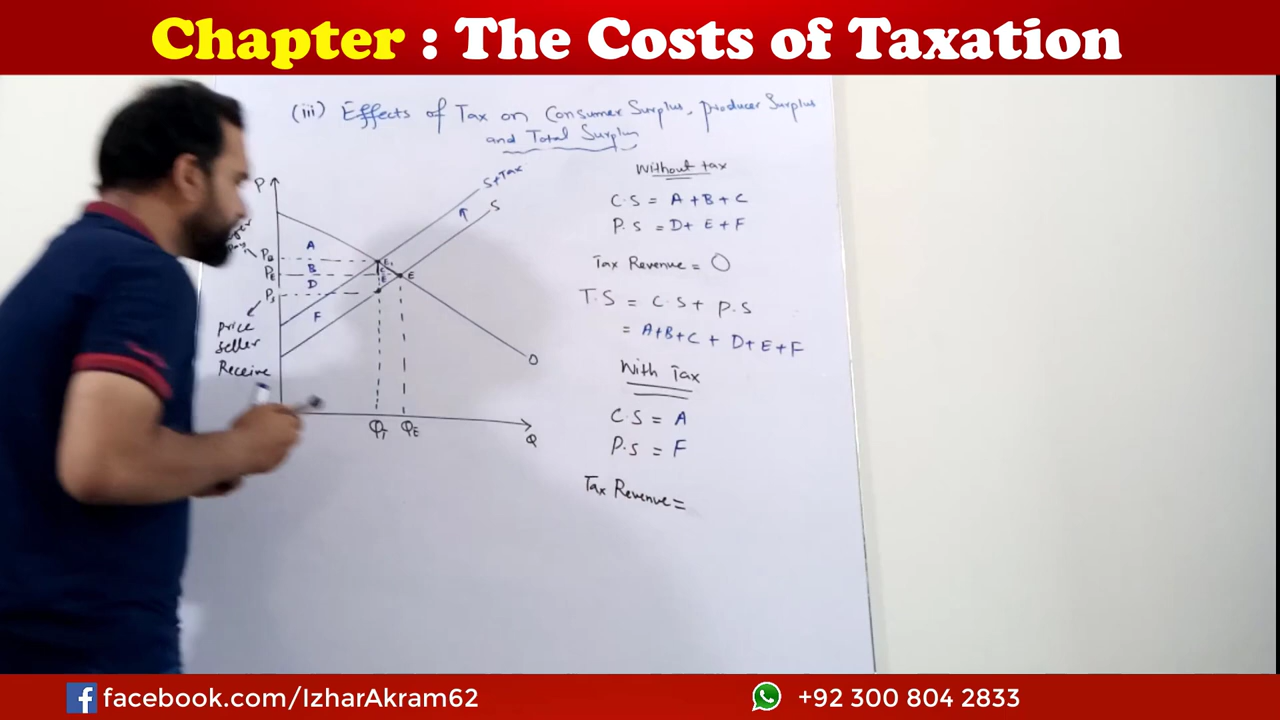 Chapter : The Costs of Taxation
(iii) Effects of Tax on Consumer Surplus, producer Surplus
and Total Surplus
P
S+Tax
S
A
PB
E1
B
C
PE
E
D
E
PS
F
Price
Seller
Receive
D
QT
QE
Q
Without tax
C.S = A+B+C
P.S = D+ E+F
Tax Revenue = 0
T.S = C.S + P.S
= A+B+C + D+E+F
With Tax
C.S = A
P.S = F
Tax Revenue =
facebook.com/IzharAkram62
+92 300 804 2833